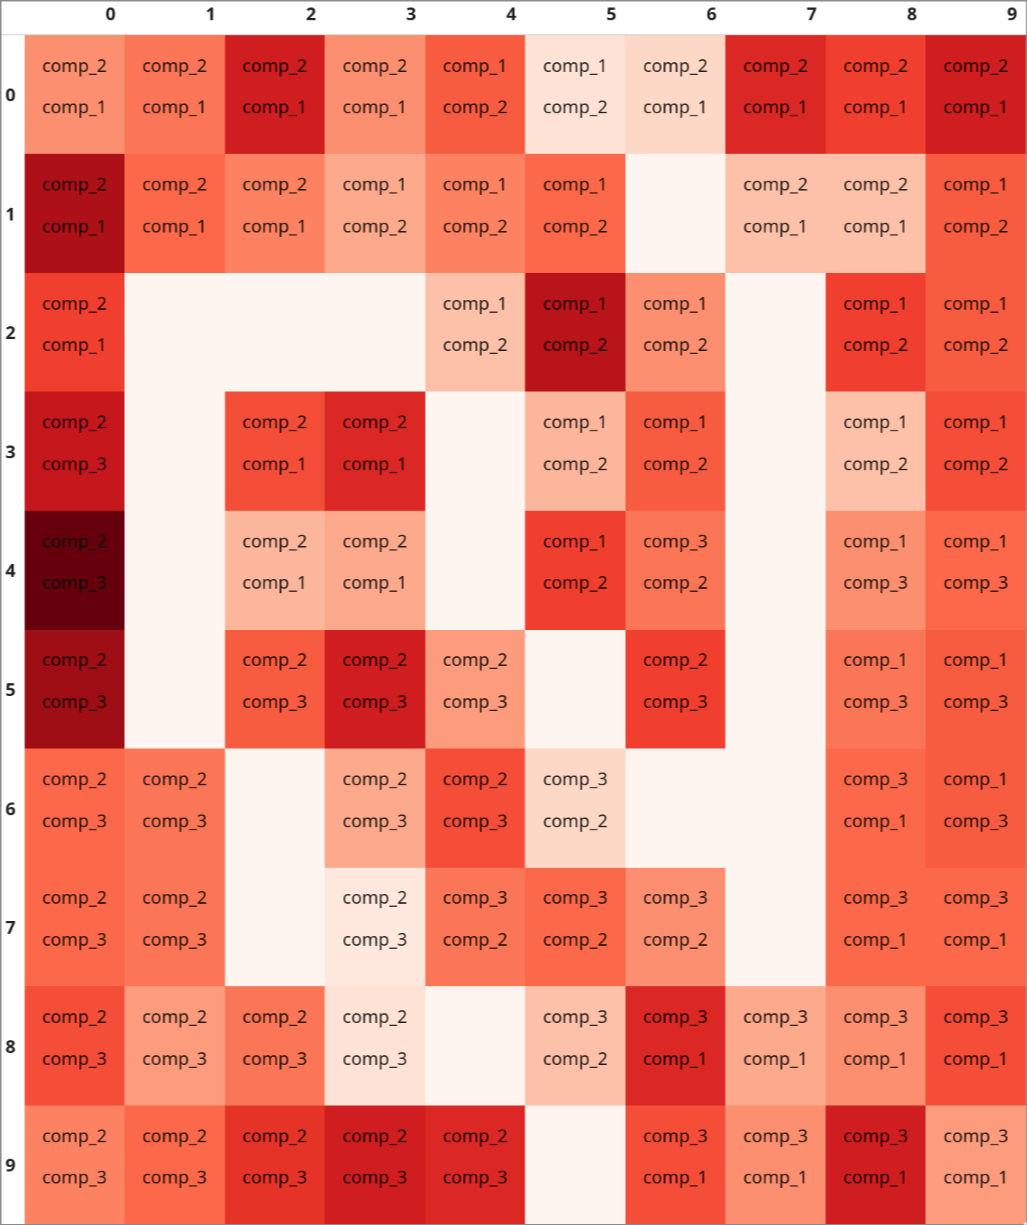 0 1 2 3 4 5 6 7 8 9
comp_2 comp_2 comp_2 comp_2 comp_1 comp_1 comp_2 comp_2 comp_2 comp_2
0
comp_1 comp_1 comp_1 comp_1 comp_2 comp_2 comp_1 comp_1 comp_1 comp_1
comp_2 comp_2 comp_2 comp_1 comp_1 comp_1 comp_2 comp_2 comp_1
1
comp_1 comp_1 comp_1 comp_2 comp_2 comp_2 comp_1 comp_1 comp_2
comp_2 comp_1 comp_1 comp_1 comp_1 comp_1
2
comp_1 comp_2 comp_2 comp_2 comp_2 comp_2
comp_2 comp_2 comp_2 comp_1 comp_1 comp_1 comp_1
3
comp_3 comp_1 comp_1 comp_2 comp_2 comp_2 comp_2
comp_2 comp_2 comp_2 comp_1 comp_3 comp_1 comp_1
4
comp_3 comp_1 comp_1 comp_2 comp_2 comp_3 comp_3
comp_2 comp_2 comp_2 comp_2 comp_2 comp_1 comp_1
5
comp_3 comp_3 comp_3 comp_3 comp_3 comp_3 comp_3
comp_2 comp_2 comp_2 comp_2 comp_3 comp_3 comp_1
6
comp_3 comp_3 comp_3 comp_3 comp_2 comp_1 comp_3
comp_2 comp_2 comp_2 comp_3 comp_3 comp_3 comp_3 comp_3
7
comp_3 comp_3 comp_3 comp_2 comp_2 comp_2 comp_1 comp_1
comp_2 comp_2 comp_2 comp_2 comp_3 comp_3 comp_3 comp_3 comp_3
8
comp_3 comp_3 comp_3 comp_3 comp_2 comp_1 comp_1 comp_1 comp_1
comp_2 comp_2 comp_2 comp_2 comp_2 comp_3 comp_3 comp_3 comp_3
9
comp_3 comp_3 comp_3 comp_3 comp_3 comp_1 comp_1 comp_1 comp_1